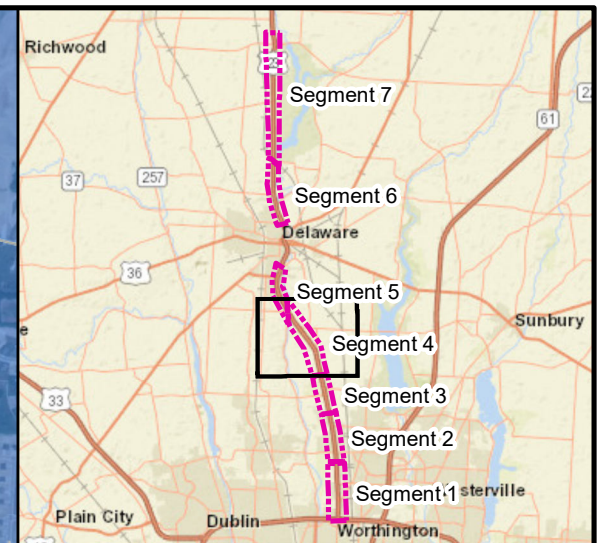 Richwood
Segment 7
61
37
257
Segment 6
Delaware
36
Segment 5
Sunbury
Segment 4
33
Segment 3
Segment 2
Segment 1
sterville
Plain City
Dublin
Worthington